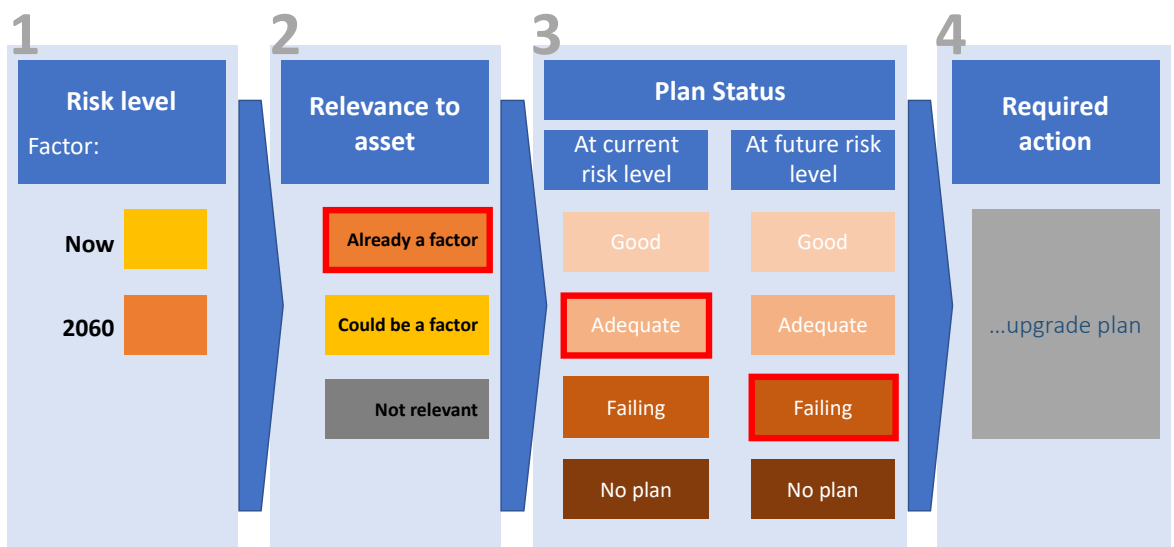 1
2
3
4
Risk level
Factor:
Now
2060
Relevance to
asset
Already a factor
Could be a factor
Not relevant
Plan Status
At current
risk level
At future risk
level
Good
Good
Adequate
Adequate
Failing
Failing
No plan
No plan
Required
action
...upgrade plan